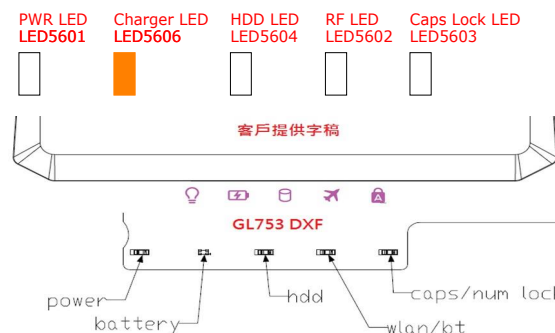 PWR LED Charger LED HDD LED RF LED Caps Lock LED
LED5601 LED5606 LED5604 LED5602 LED5603
客戶提供字稿
A
GL753 DXF
power battery hdd wlan/bt caps/num lock